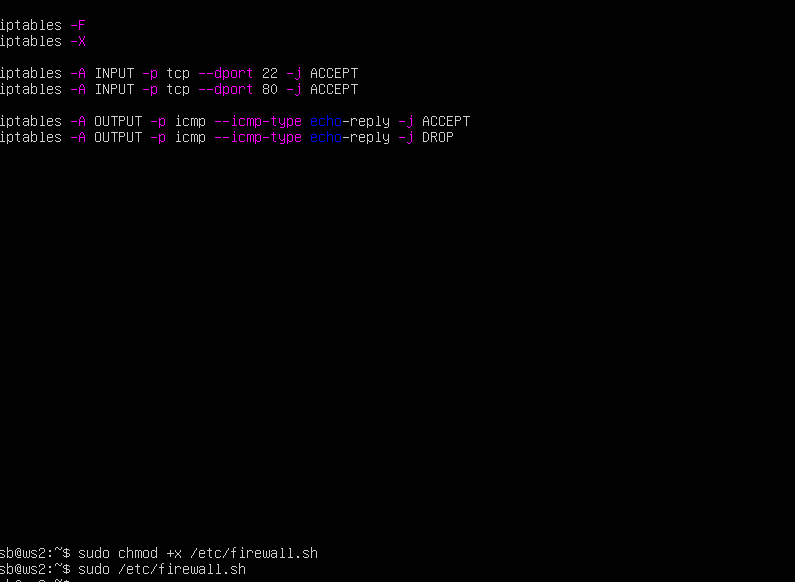 iptables -F
iptables -X
iptables -A INPUT -p tcp --dport 22 -j ACCEPT
iptables -A INPUT -p tcp --dport 80 -j ACCEPT
iptables -A OUTPUT -p icmp --icmp-type echo-reply -j ACCEPT
iptables -A OUTPUT -p icmp --icmp-type echo-reply -j DROP
sb@ws2:~$ sudo chmod +x /etc/firewall.sh
sb@ws2:~$ sudo /etc/firewall.sh